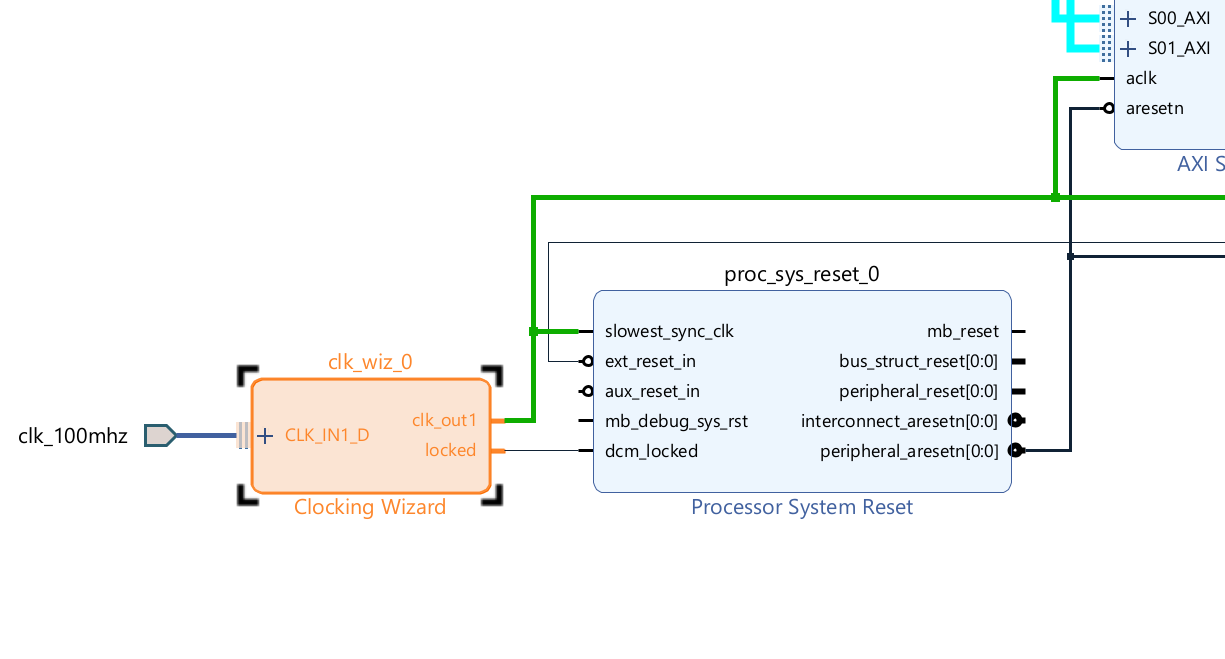 S00_AXI
S01_AXI
aclk
aresetn
AXI S
proc_sys_reset_0
slowest_sync_clk
mb_reset
ext_reset_in
bus_struct_reset[0:0]
aux_reset_in
peripheral_reset[0:0]
mb_debug_sys_rst
interconnect_aresetn[0:0]
dcm_locked
peripheral_aresetn[0:0]
Processor System Reset
clk_wiz_0
clk_out1
CLK_IN1_D
locked
Clocking Wizard
clk_100mhz